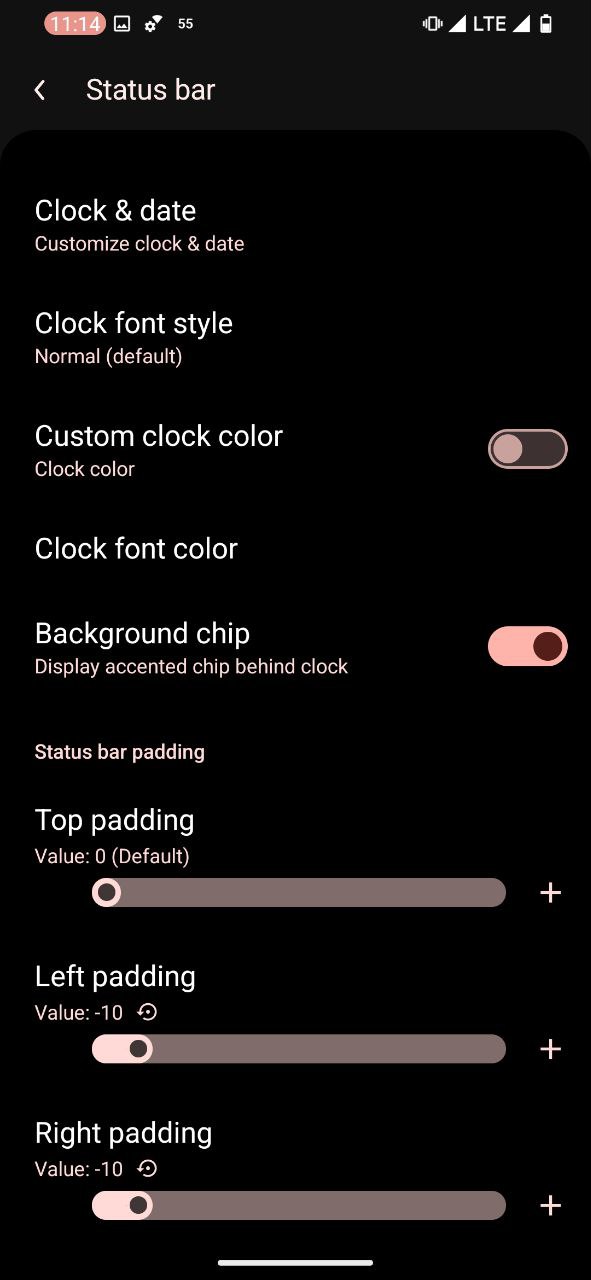 11:14 55 LTE
Status bar
Clock & date
Customize clock & date
Clock font style
Normal (default)
Custom clock color
Clock color
Clock font color
Background chip
Display accented chip behind clock
Status bar padding
Top padding
Value: 0 (Default)
Left padding
Value: -10
Right padding
Value: -10